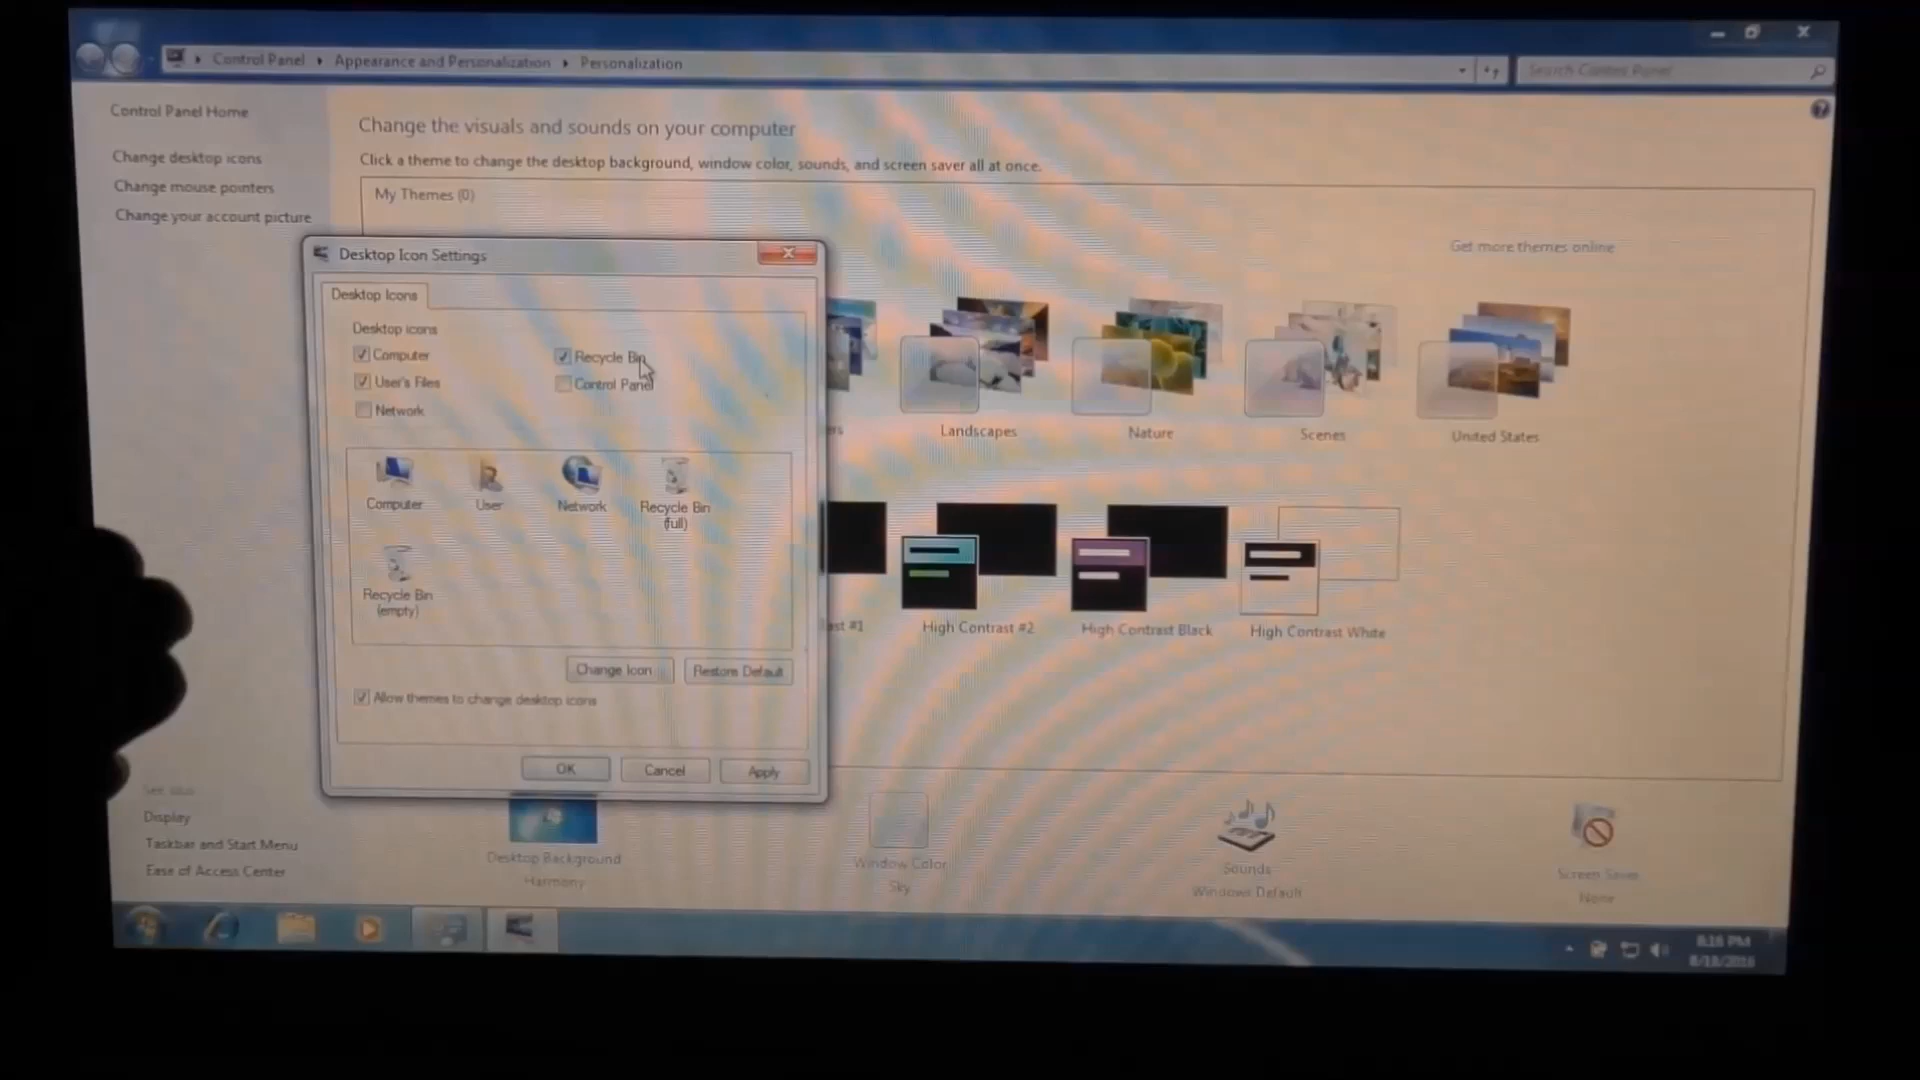 Control Panel ▸ Appearance and Personalization ▸ Personalization
Search Control Panel
Control Panel Home
Change desktop icons
Change mouse pointers
Change your account picture
Change the visuals and sounds on your computer
Click a theme to change the desktop background, window color, sounds, and screen saver all at once.
My Themes (0)
Get more themes online
Desktop Icon Settings
Desktop Icons
Desktop icons
Computer
Recycle Bin
User's Files
Control Panel
Network
Computer
User
Network
Recycle Bin
(full)
Recycle Bin
(empty)
Change Icon...
Restore Default
Allow themes to change desktop icons
OK
Cancel
Apply
ers
Landscapes
Nature
Scenes
United States
ast #1
High Contrast #2
High Contrast Black
High Contrast White
See also
Display
Taskbar and Start Menu
Ease of Access Center
Desktop Background
Harmony
Window Color
Sky
Sounds
Windows Default
Screen Saver
None